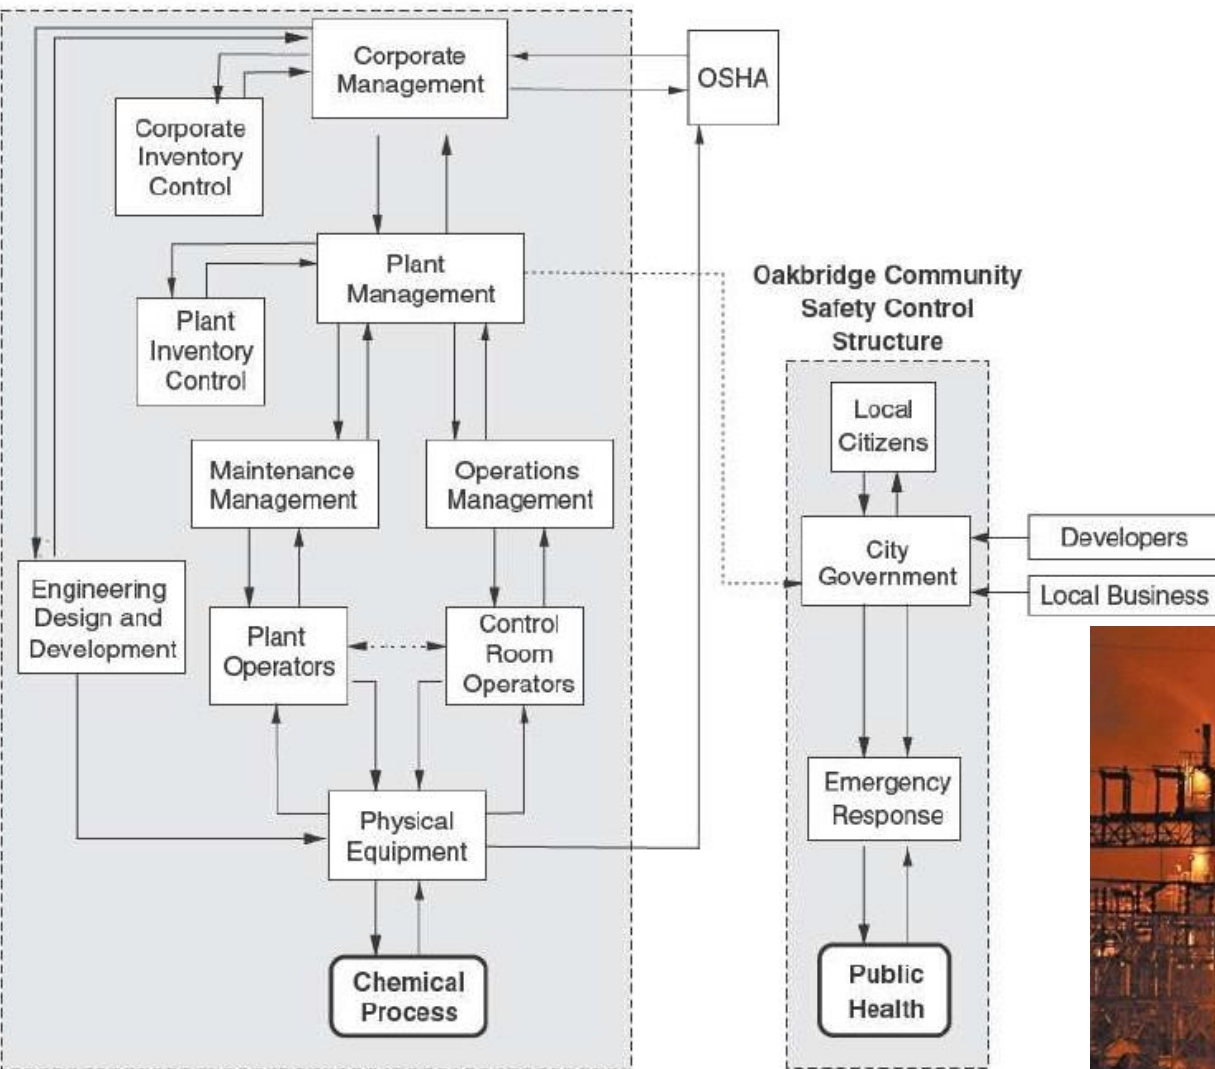 Corporate
Management
OSHA
Corporate
Inventory
Control
Plant
Management
Plant
Inventory
Control
Maintenance
Management
Operations
Management
Engineering
Design and
Development
Plant
Operators
Control
Room
Operators
Physical
Equipment
Chemical
Process
Oakbridge Community
Safety Control
Structure
Local
Citizens
City
Government
Developers
Local Business
Emergency
Response
Public
Health